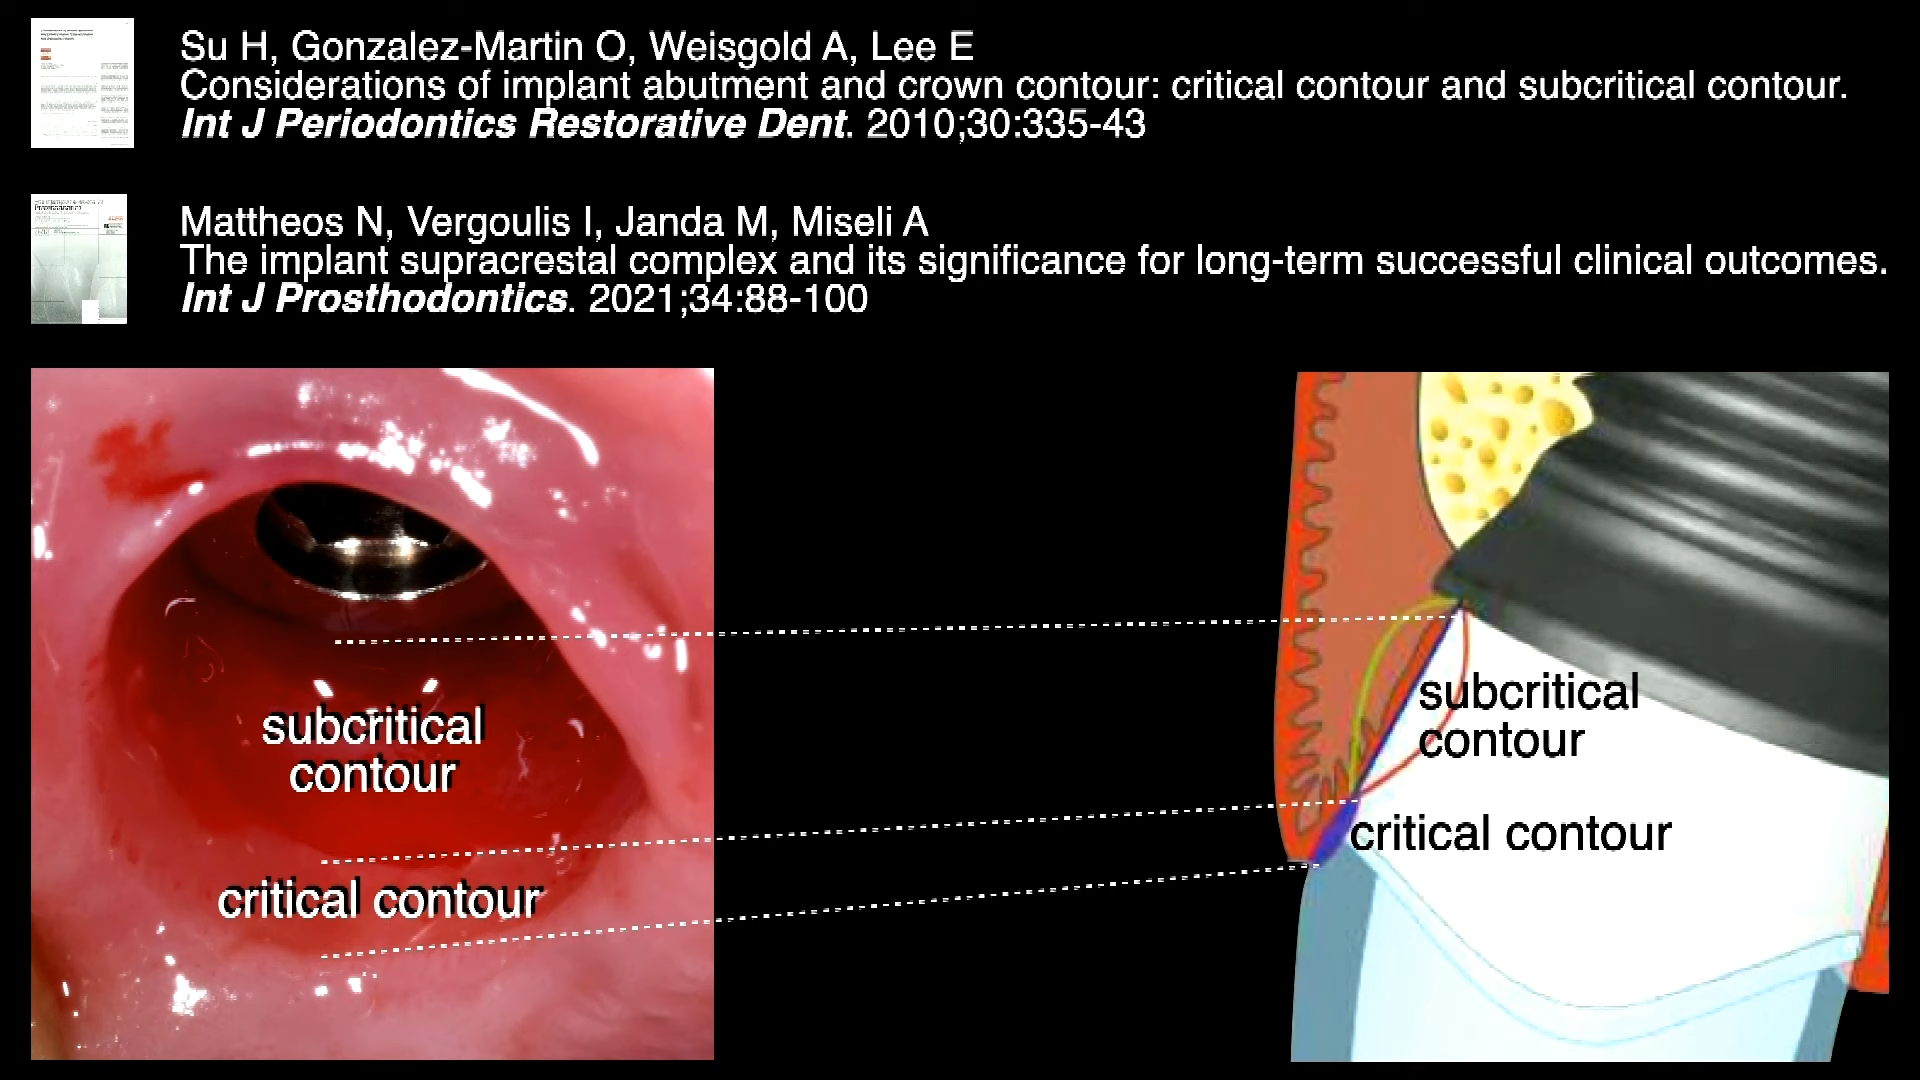 Su H, Gonzalez-Martin O, Weisgold A, Lee E
Considerations of implant abutment and crown contour: critical contour and subcritical contour.
Int J Periodontics Restorative Dent. 2010;30:335-43
Mattheos N, Vergoulis I, Janda M, Miseli A
The implant supracrestal complex and its significance for long-term successful clinical outcomes.
Int J Prosthodontics. 2021;34:88-100
subcritical
contour
critical contour
subcritical
contour
critical contour